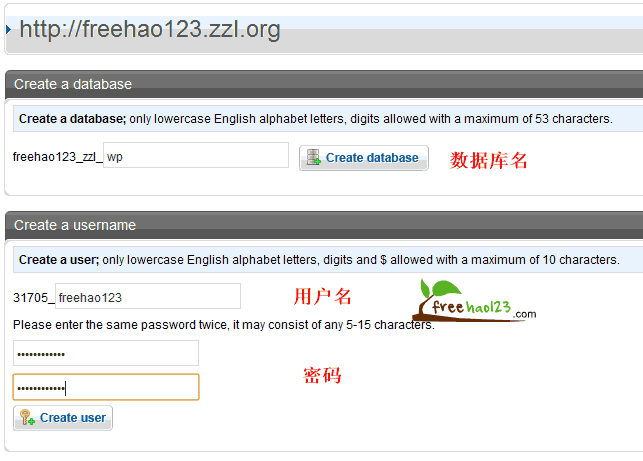 http://freehao123.zzl.org
Create a database
Create a database; only lowercase English alphabet letters, digits allowed with a maximum of 53 characters.
freehao123_zzl_ wp Create database 数据库名
Create a username
Create a user; only lowercase English alphabet letters, digits and $ allowed with a maximum of 10 characters.
31705_ freehao123 用户名
freehao123.com
Please enter the same password twice, it may consist of any 5-15 characters.
••••••••••••
•••••••••••• 密码
Create user